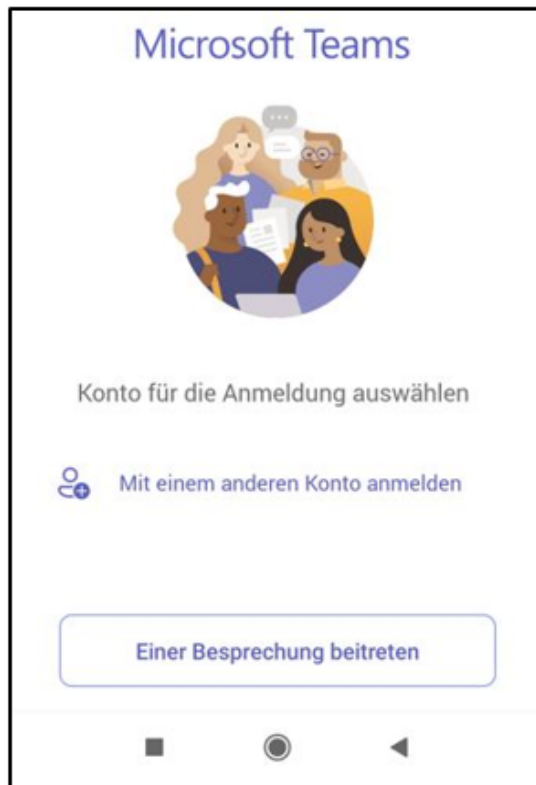 Microsoft Teams
Konto für die Anmeldung auswählen
Mit einem anderen Konto anmelden
Einer Besprechung beitreten